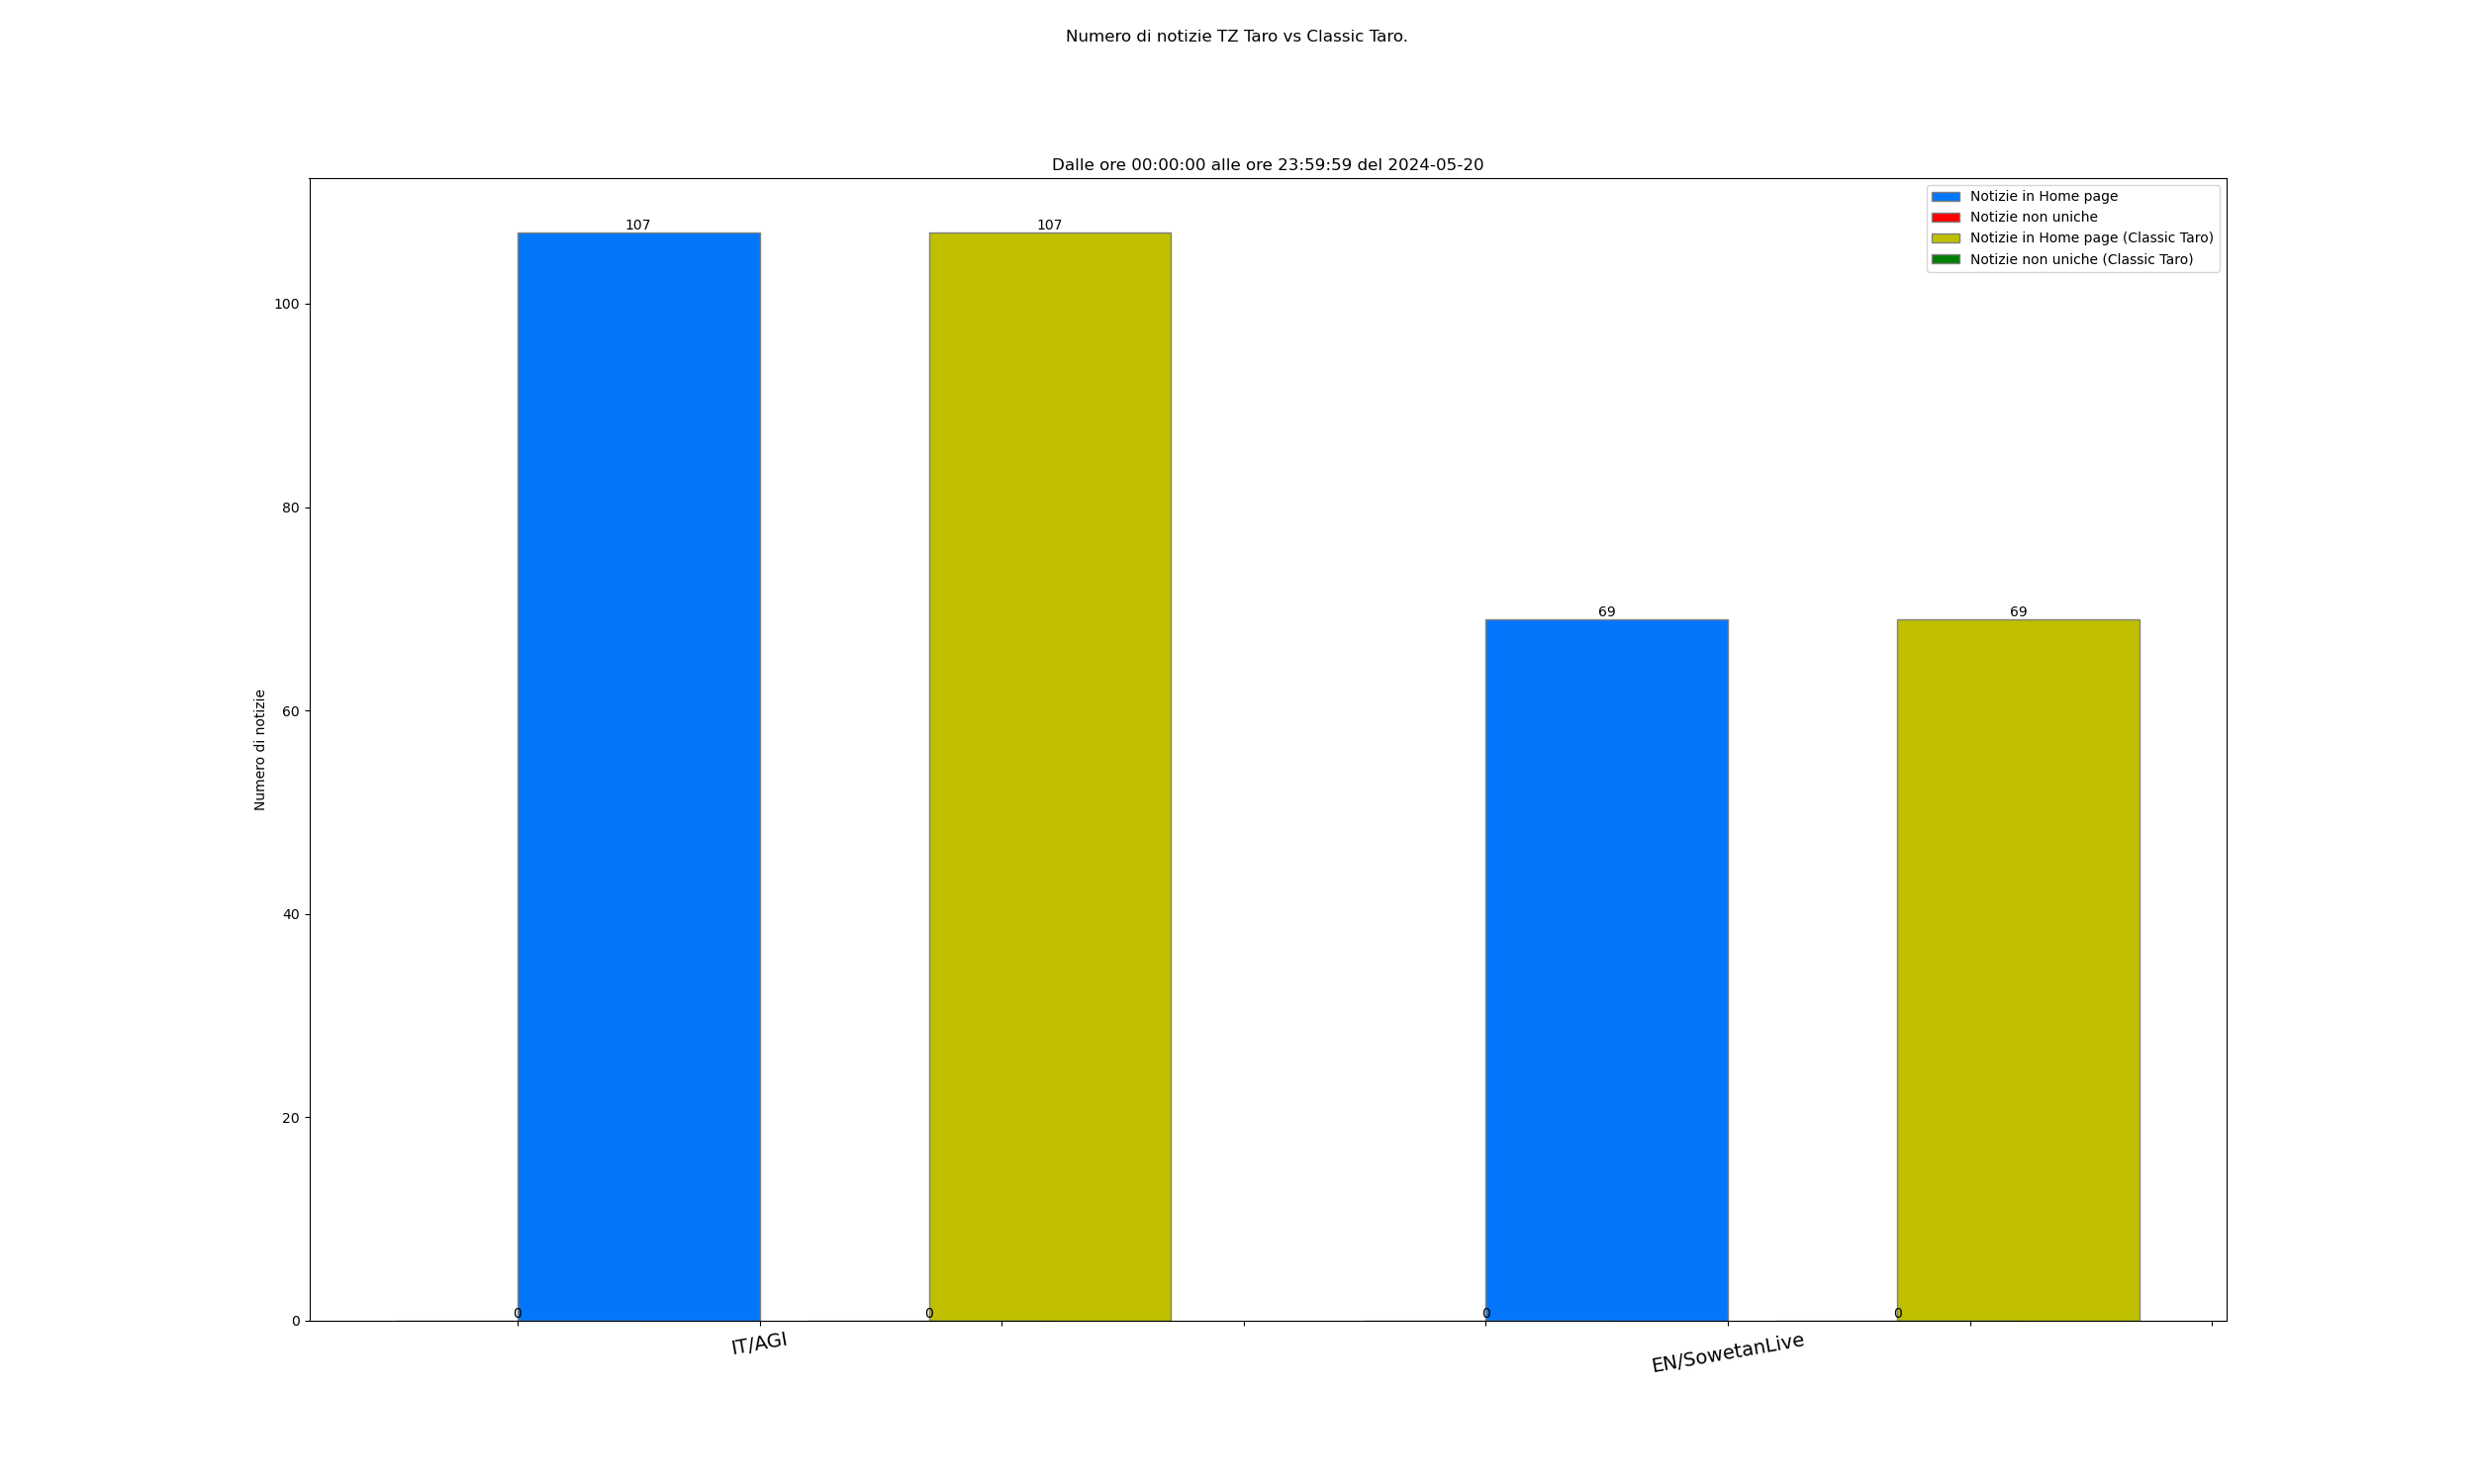 Numero di notizie TZ Taro vs Classic Taro.
Dalle ore 00:00:00 alle ore 23:59:59 del 2024-05-20
Notizie in Home page
Notizie non uniche
Notizie in Home page (Classic Taro)
Notizie non uniche (Classic Taro)
107
107
69
69
0
0
0
0
100
80
60
40
20
0
Numero di notizie
IT/AGI
EN/SowetanLive